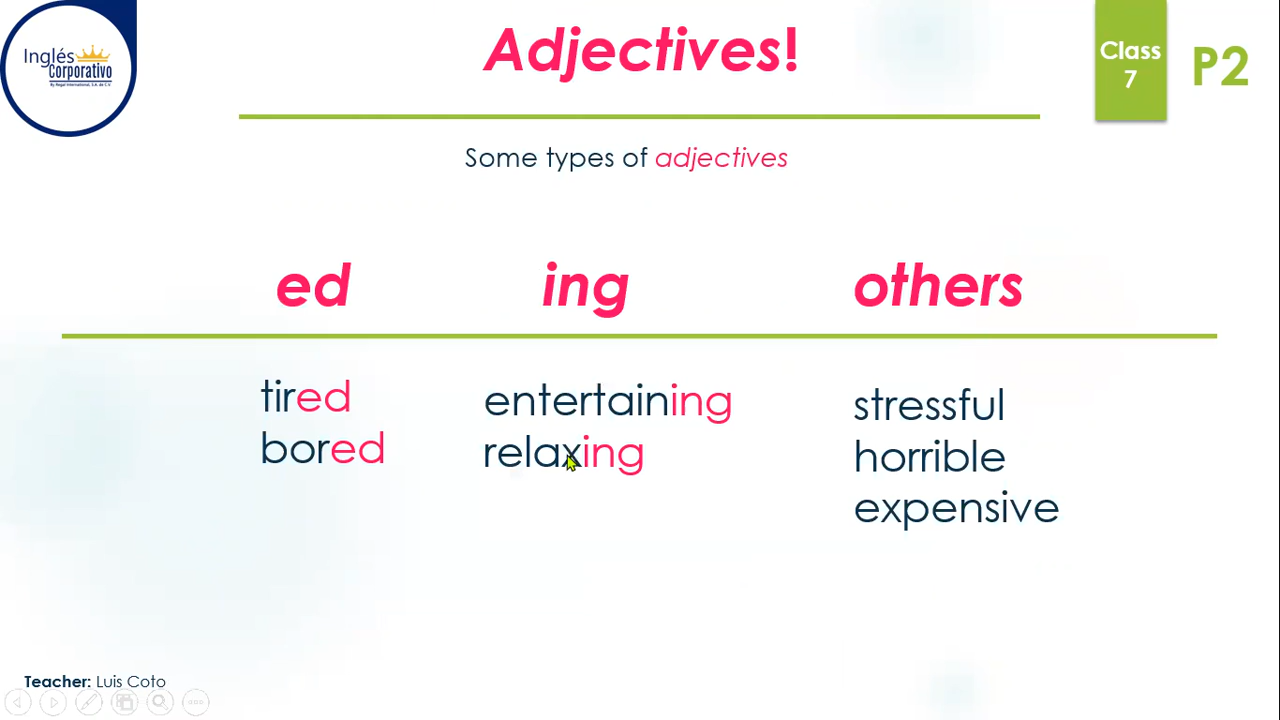 Inglés
Corporativo
By Regal International, S.A. de C.V
Adjectives!
Class
7
P2
Some types of adjectives
ed
ing
others
tired
bored
entertaining
relaxing
stressful
horrible
expensive
Teacher: Luis Coto